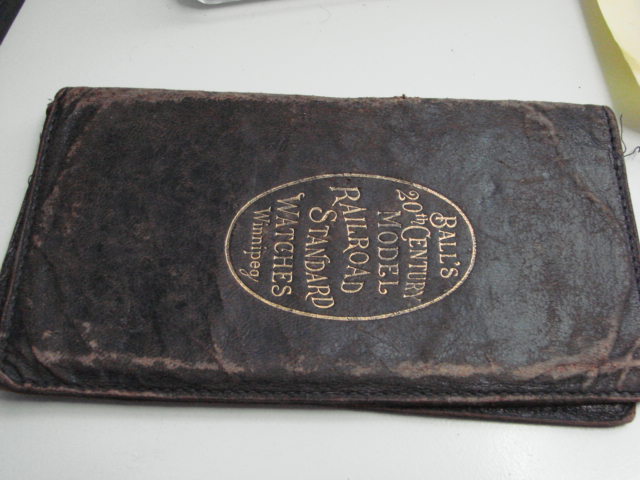 BALL'S
20th CENTURY
MODEL
RAILROAD
STANDARD
WATCHES
Winnipeg